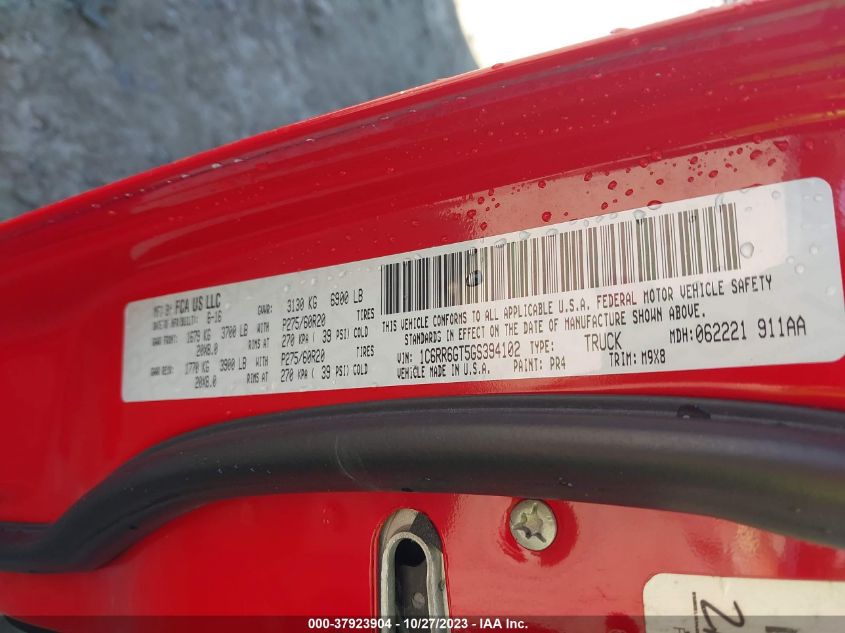 MFD BY FCA US LLC
DATE OF MFR/BUILT: 6-16 GVWR: 3130 KG 6900 LB
GAWR FRONT: 1679 KG 3700 LB WITH P275/60R20 TIRES
20X8.0 RIMS AT 270 KPA ( 39 PSI) COLD
GAWR REIN: 1770 KG 3900 LB WITH P275/60R20 TIRES
20X8.0 RIMS AT 270 KPA ( 39 PSI) COLD
THIS VEHICLE CONFORMS TO ALL APPLICABLE U.S.A. FEDERAL MOTOR VEHICLE SAFETY
STANDARDS IN EFFECT ON THE DATE OF MANUFACTURE SHOWN ABOVE.
MDH:062221 911AA
VIN: 1C6RR6GT5GS394102 TYPE: TRUCK
VEHICLE MADE IN U.S.A. PAINT: PR4 TRIM: M9X8
2
000-37923904 - 10/27/2023 - IAA Inc.